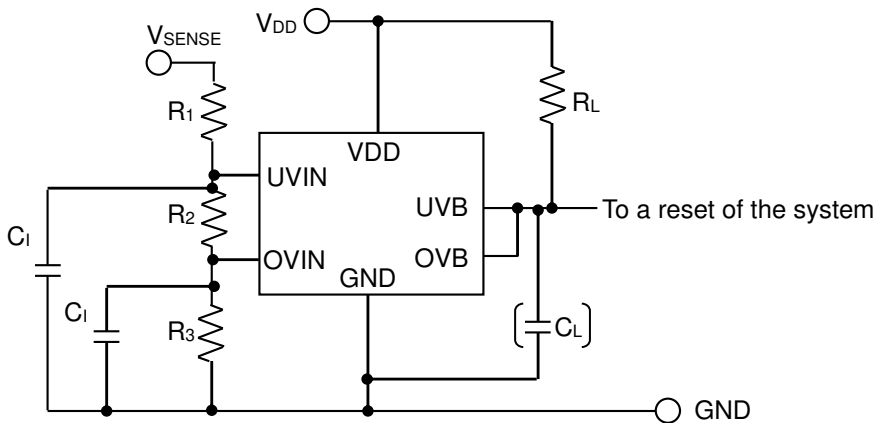 VDD
VSENSE
R1
RL
VDD
UVIN
R2
UVB
To a reset of the system
CI
OVIN
OVB
GND
CI
R3
CL
GND